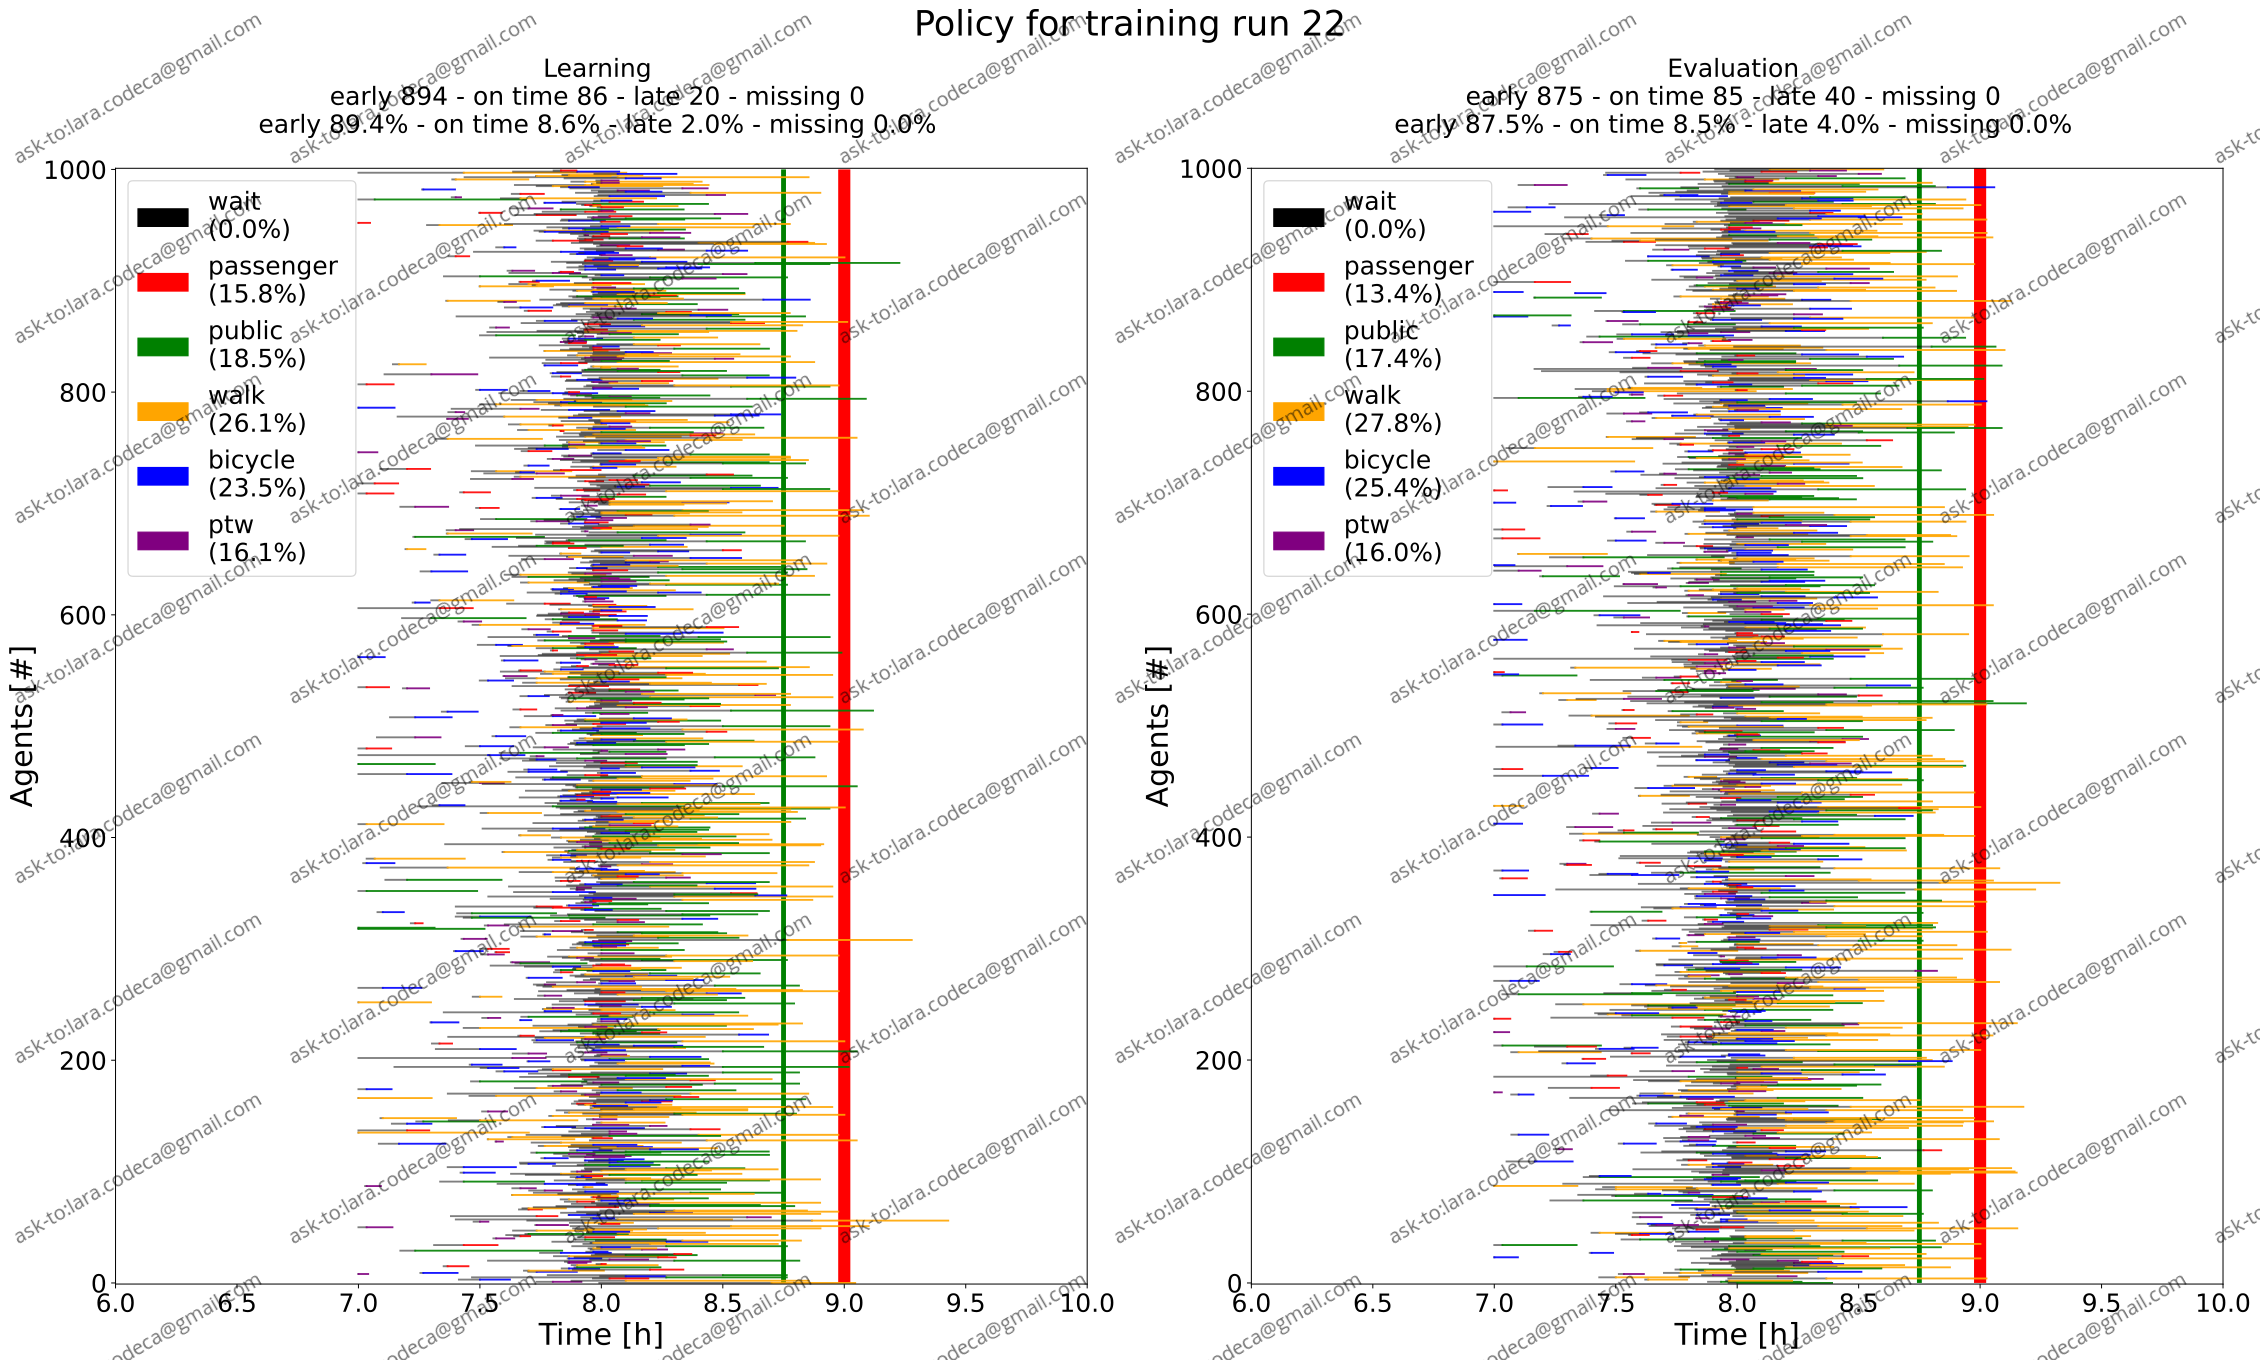 Policy for training run 22
Learning
early 894 - on time 86 - late 20 - missing 0
early 89.4% - on time 8.6% - late 2.0% - missing 0.0%
1000
800
600
400
200
0
Agents [#]
wait
(0.0%)
passenger
(15.8%)
public
(18.5%)
walk
(26.1%)
bicycle
(23.5%)
ptw
(16.1%)
6.0 6.5 7.0 7.5 8.0 8.5 9.0 9.5 10.0
Time [h]
Evaluation
early 875 - on time 85 - late 40 - missing 0
early 87.5% - on time 8.5% - late 4.0% - missing 0.0%
1000
800
600
400
200
0
Agents [#]
wait
(0.0%)
passenger
(13.4%)
public
(17.4%)
walk
(27.8%)
bicycle
(25.4%)
ptw
(16.0%)
6.0 6.5 7.0 7.5 8.0 8.5 9.0 9.5 10.0
Time [h]
ask-to:lara.codeca@gmail.com